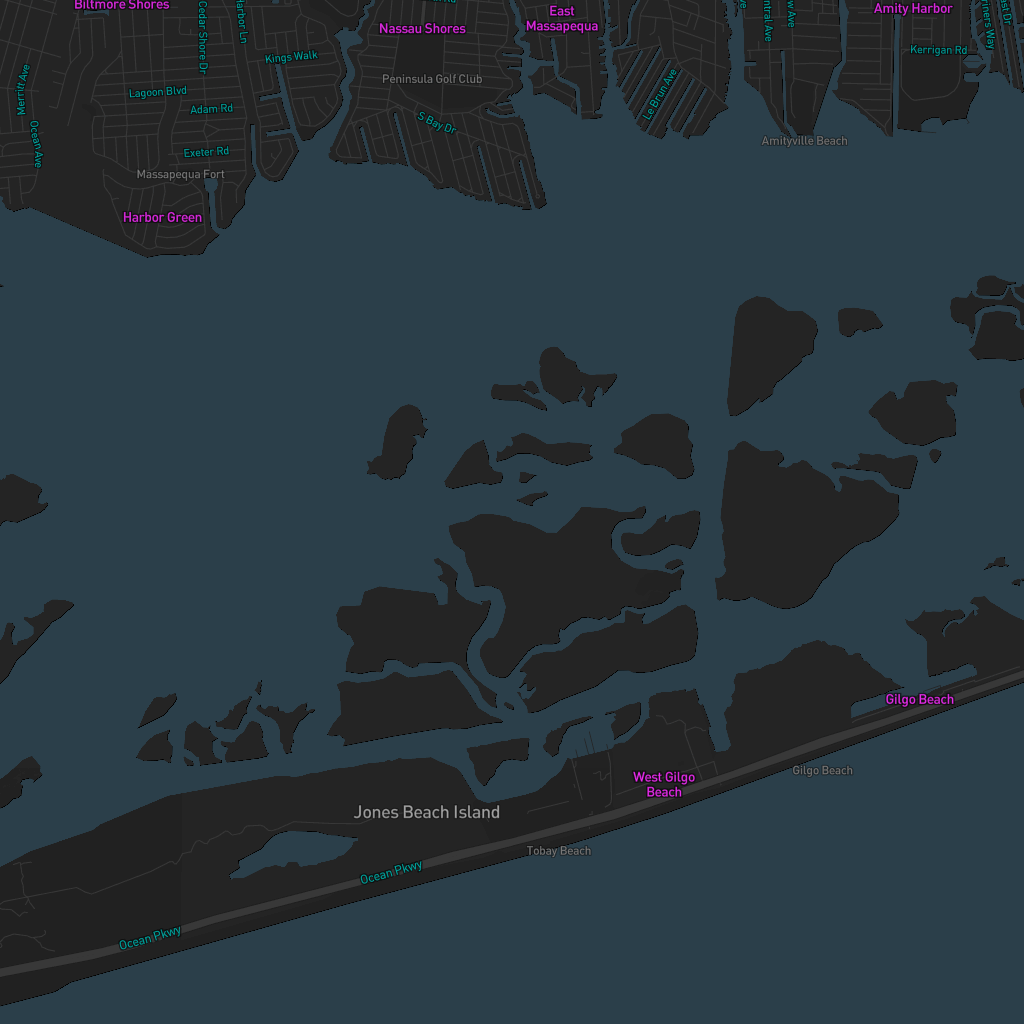 Biltmore Shores
Nassau Shores
East
Massapequa
Amity Harbor
Cedar Shore Dr
Harbor Ln
Kings Walk
Peninsula Golf Club
Merritt Ave
Lagoon Blvd
Adam Rd
S Bay Dr
Le Brun Ave
Kerrigan Rd
Ocean Ave
Exeter Rd
Massapequa Fort
Amityville Beach
Harbor Green
Gilgo Beach
West Gilgo
Beach
Gilgo Beach
Jones Beach Island
Tobay Beach
Ocean Pkwy
Ocean Pkwy